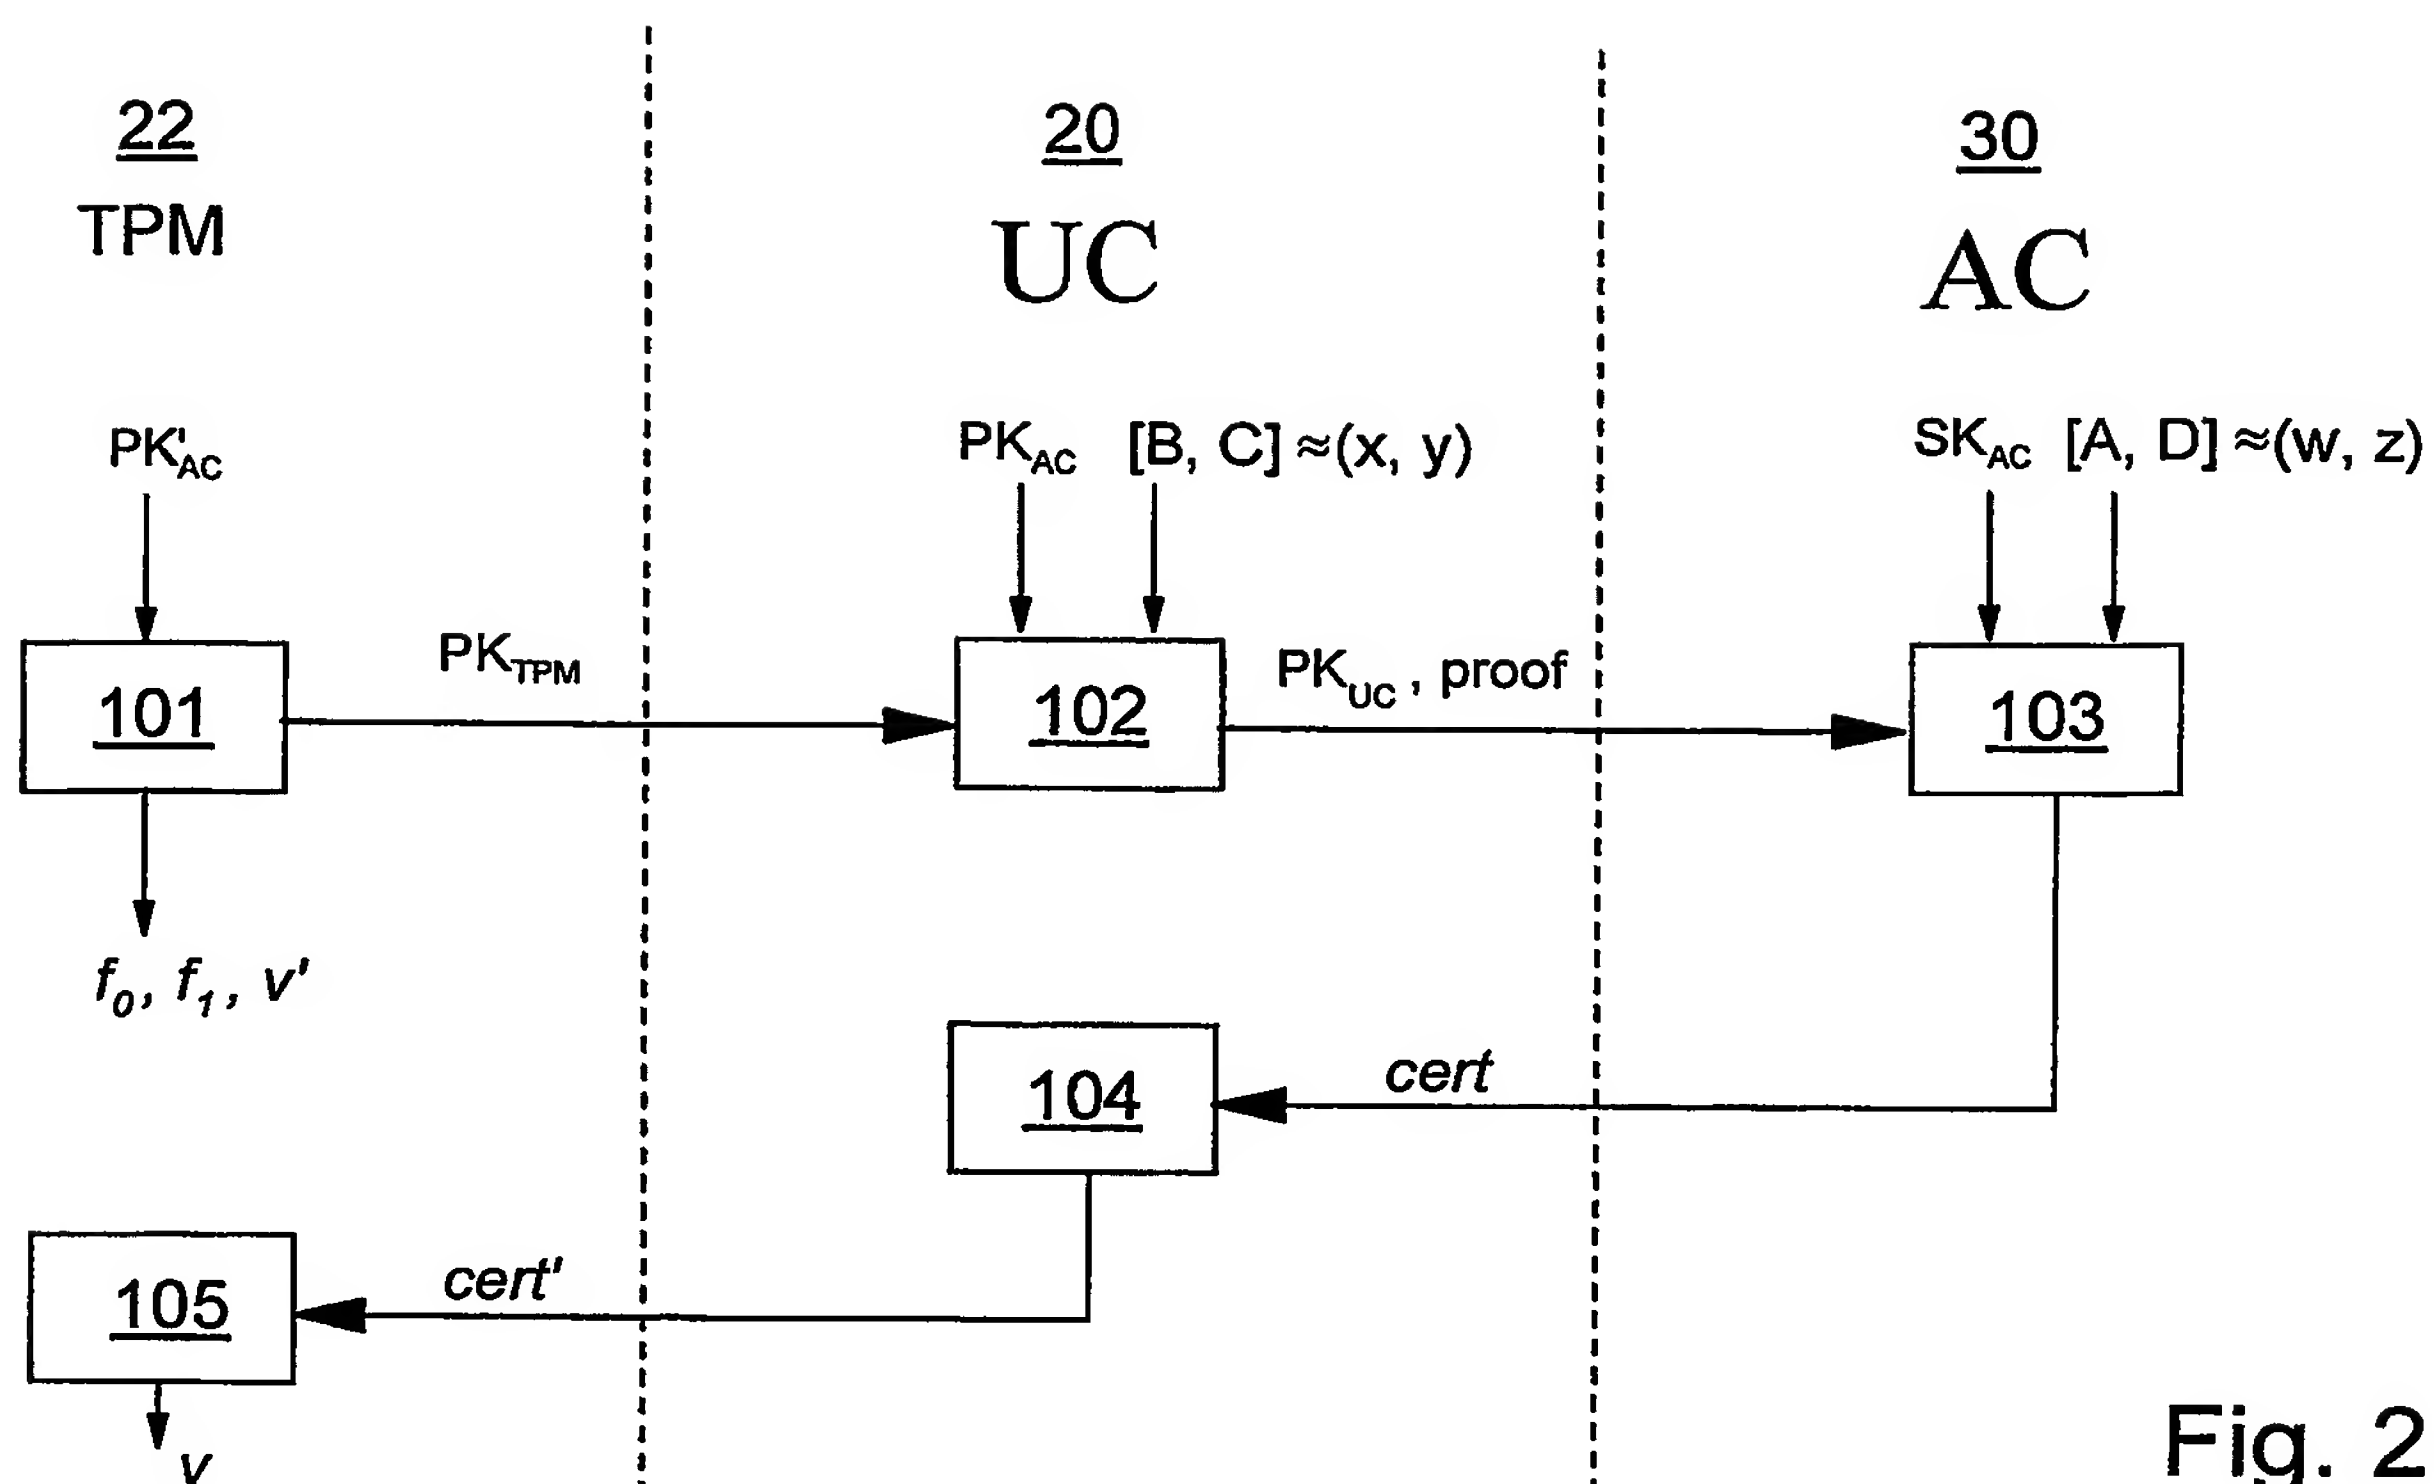 22
20
30
TPM
UC
AC
PK'AC
PKAC
[B, C] ≈(x, y)
SKAC
[A, D] ≈(w, z)
PKTPM
PKUC , proof
101
102
103
f0, f1, v'
cert
104
cert'
105
v
Fig. 2